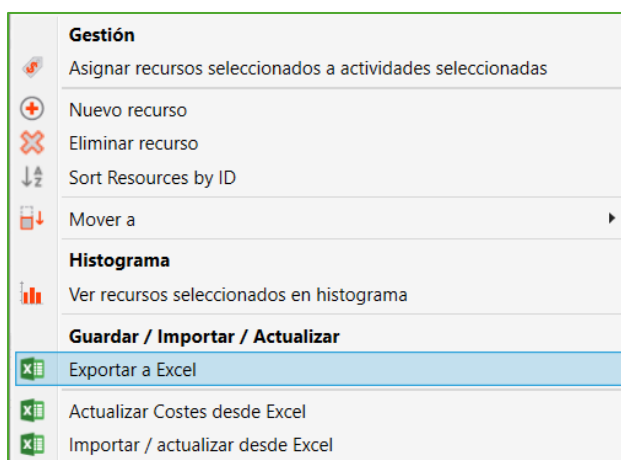 Gestión
Asignar recursos seleccionados a actividades seleccionadas
Nuevo recurso
Eliminar recurso
Sort Resources by ID
Mover a
Histograma
Ver recursos seleccionados en histograma
Guardar / Importar / Actualizar
Exportar a Excel
Actualizar Costes desde Excel
Importar / actualizar desde Excel